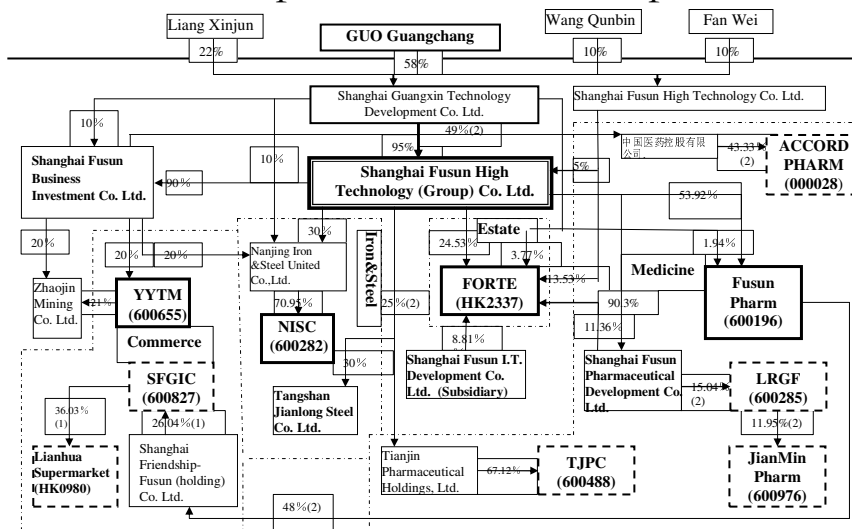 Liang Xinjun
GUO Guangchang
Wang Qunbin
Fan Wei
22%
58%
10%
10%
Shanghai Guangxin Technology
Development Co. Ltd.
Shanghai Fusun High Technology Co. Ltd.
10%
10%
95%
49%(2)
中国医药控股有限
公司.
43.33%
(2)
ACCORD
PHARM
(000028)
Shanghai Fusun
Business
Investment Co. Ltd.
90%
Shanghai Fusun High
Technology (Group) Co. Ltd.
5%
53.92%
20%
20%
20%
30%
Nanjing Iron
&Steel United
Co.,Ltd.
Iron&Steel
24.53%
Estate
3.77%
13.53%
Medicine
1.94%
Zhaojin
Mining Co.
Co. Ltd.
21%
YYTM
(600655)
Commerce
70.95%
NISC
(600282)
25%(2)
FORTE
(HK2337)
90.3%
11.36%
Fusun
Pharm
(600196)
30%
8.81%
SFGIC
(600827)
Tangshan
Jianlong Steel
Co. Ltd.
Shanghai Fusun I.T.
Development Co.
Ltd. (Subsidiary)
Shanghai Fusun
Pharmaceutical
Development Co.
Ltd.
15.04%
(2)
LRGF
(600285)
36.03%
(1)
26.04%(1)
11.95%(2)
Lianhua
Supermarket
(HK0980)
Shanghai
Friendship-
Fusun (holding)
Co. Ltd.
Tianjin
Pharmaceutical
Holdings, Ltd.
67.12%
TJPC
(600488)
JianMin
Pharm
(600976)
48%(2)